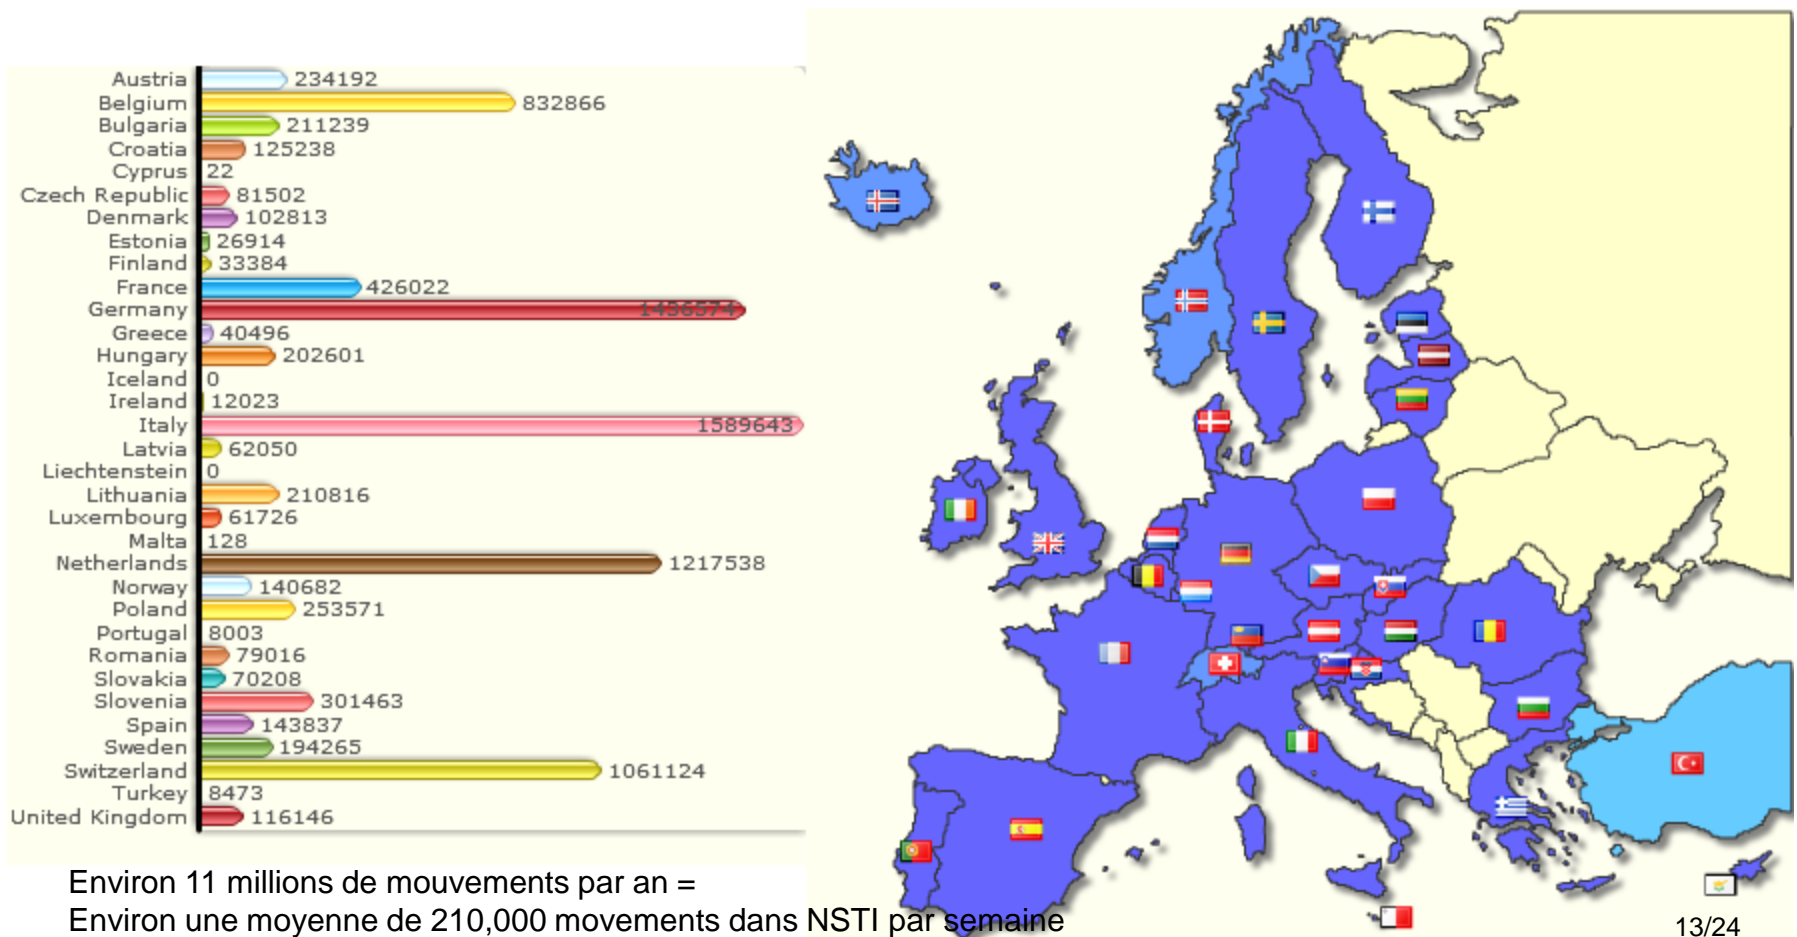 Austria 234192
Belgium 832866
Bulgaria 211239
Croatia 125238
Cyprus 22
Czech Republic 81502
Denmark 102813
Estonia 26914
Finland 33384
France 426022
Germany 1436574
Greece 40496
Hungary 202601
Iceland 0
Ireland 12023
Italy 1589643
Latvia 62050
Liechtenstein 0
Lithuania 210816
Luxembourg 61726
Malta 128
Netherlands 1217538
Norway 140682
Poland 253571
Portugal 8003
Romania 79016
Slovakia 70208
Slovenia 301463
Spain 143837
Sweden 194265
Switzerland 1061124
Turkey 8473
United Kingdom 116146
Environ 11 millions de mouvements par an =
Environ une moyenne de 210,000 movements dans NSTI par semaine
13/24